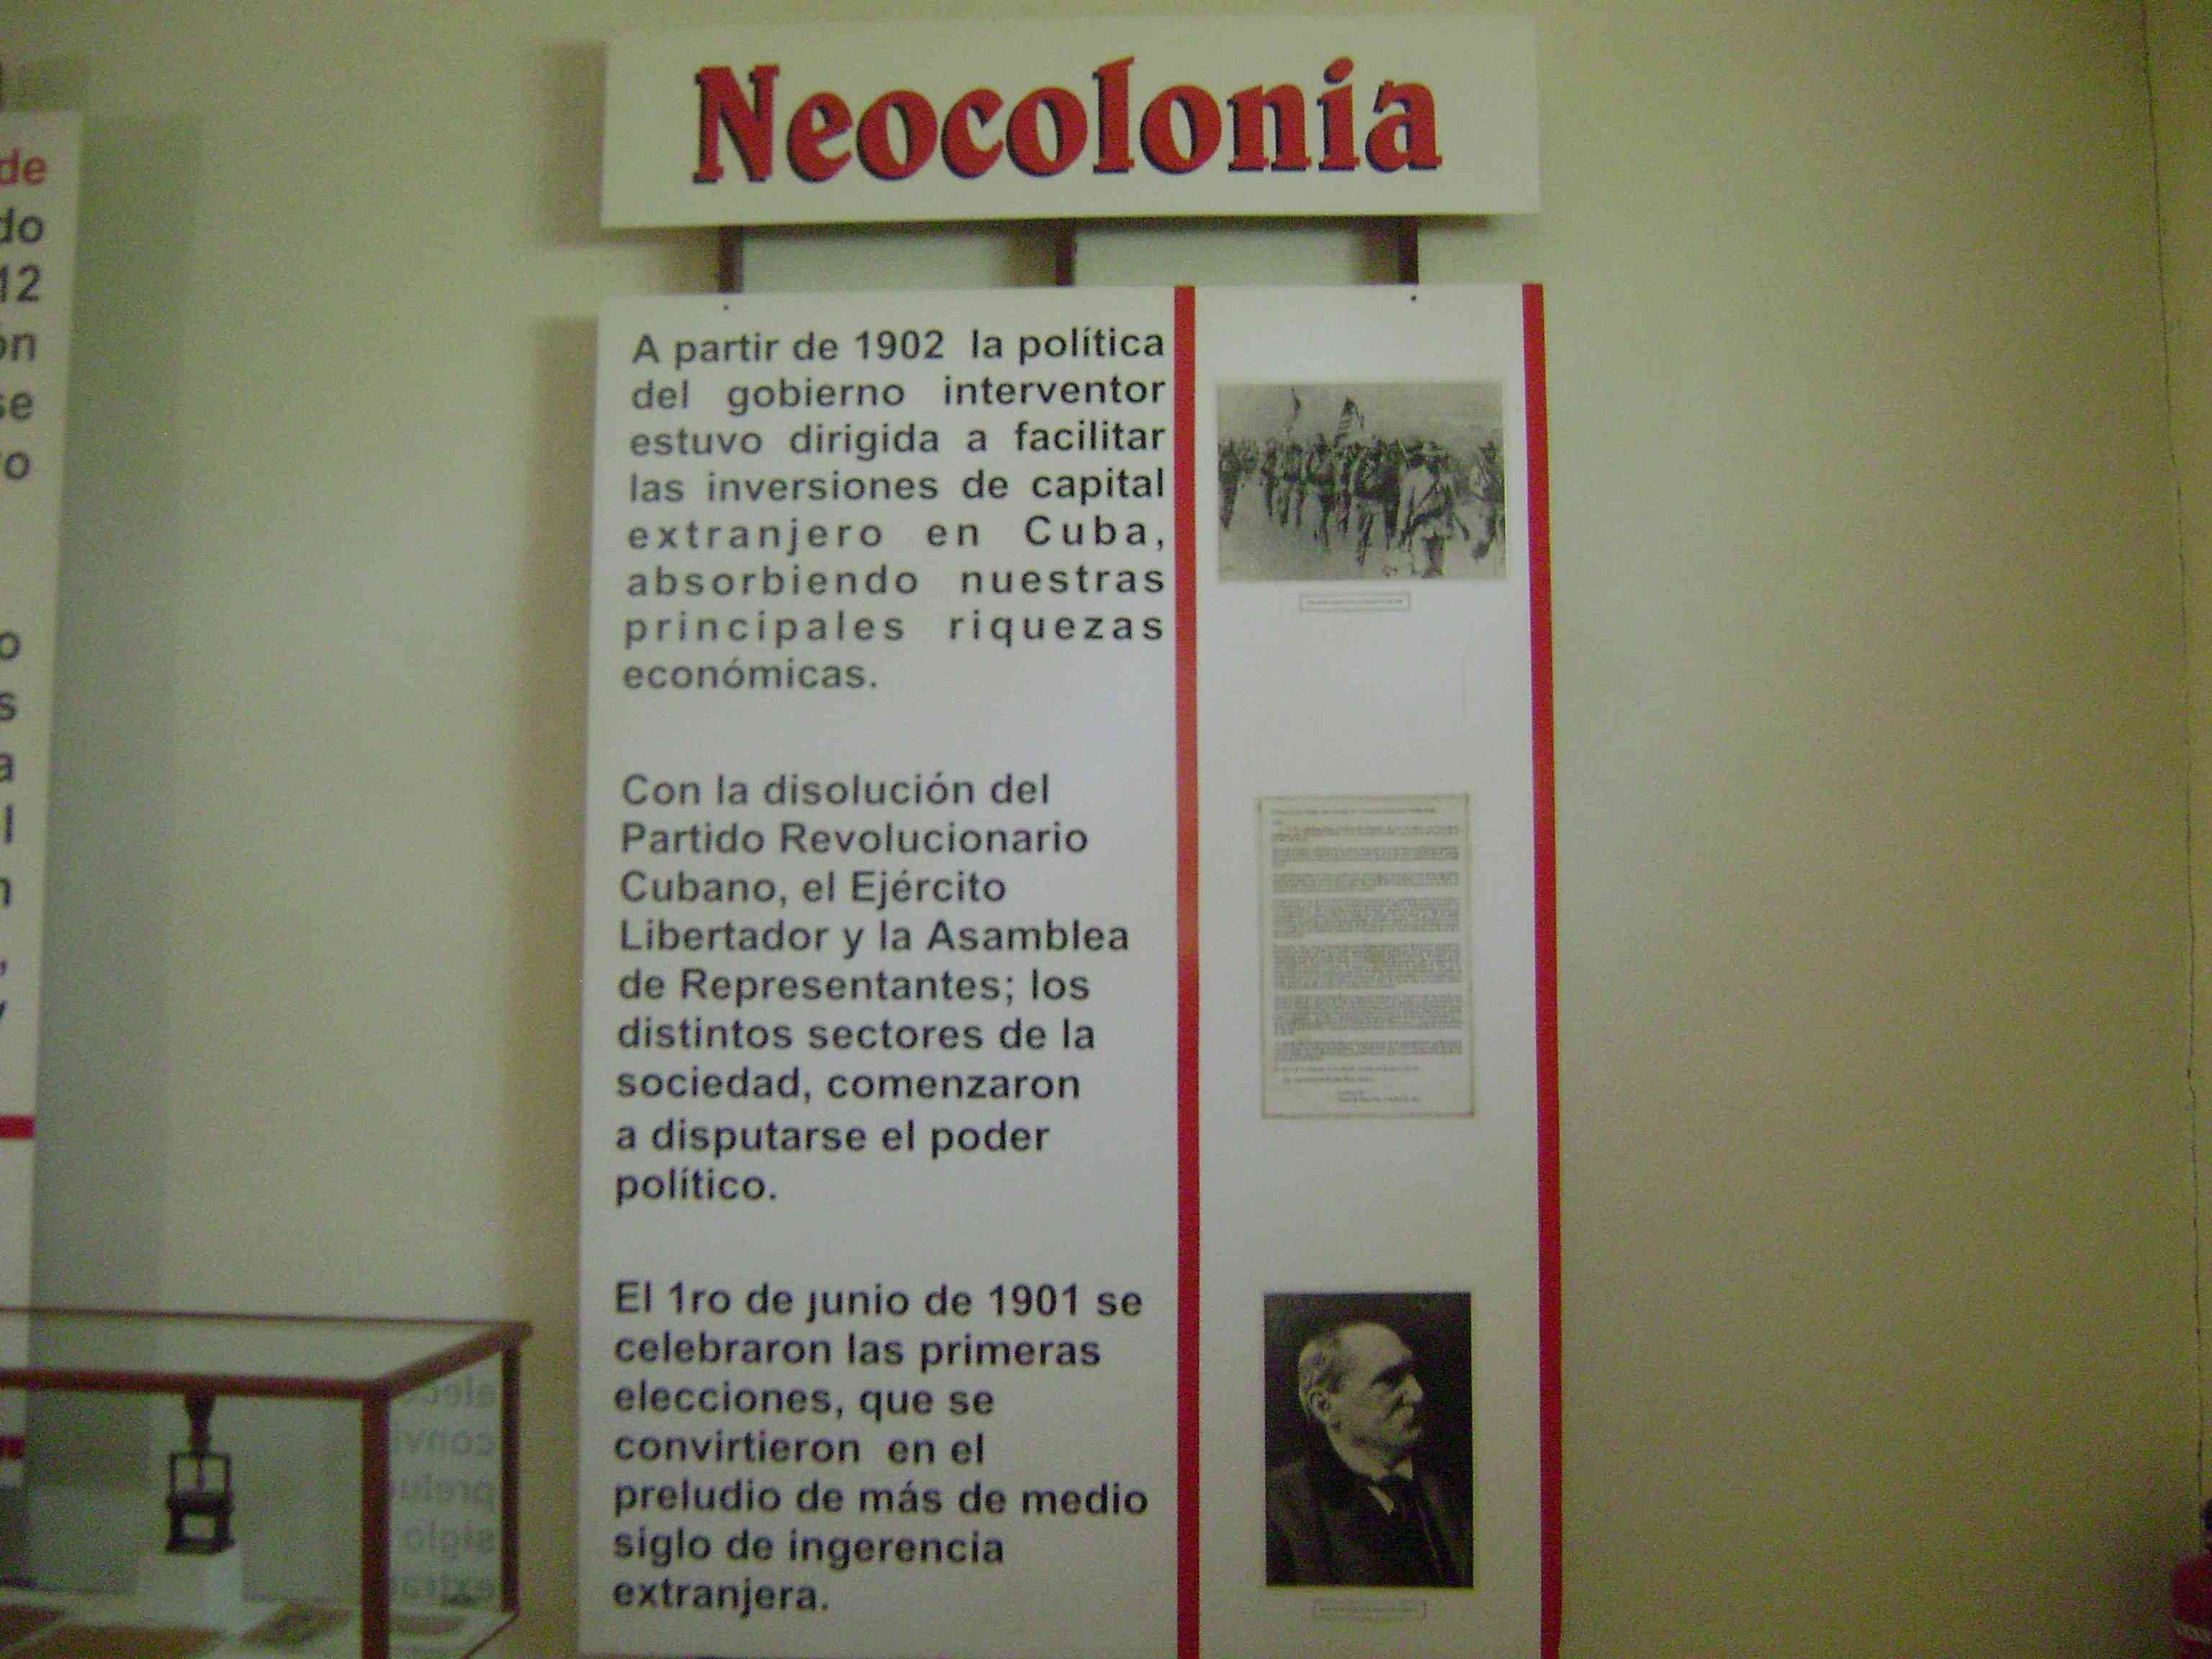 Neocolonia
A partir de 1902 la política
del gobierno interventor
estuvo dirigida a facilitar
las inversiones de capital
extranjero en Cuba,
absorbiendo nuestras
principales riquezas
económicas.
Con la disolución del
Partido Revolucionario
Cubano, el Ejército
Libertador y la Asamblea
de Representantes; los
distintos sectores de la
sociedad, comenzaron
a disputarse el poder
político.
El 1ro de junio de 1901 se
celebraron las primeras
elecciones, que se
convirtieron en el
preludio de más de medio
siglo de ingerencia
extranjera.
de
12
se